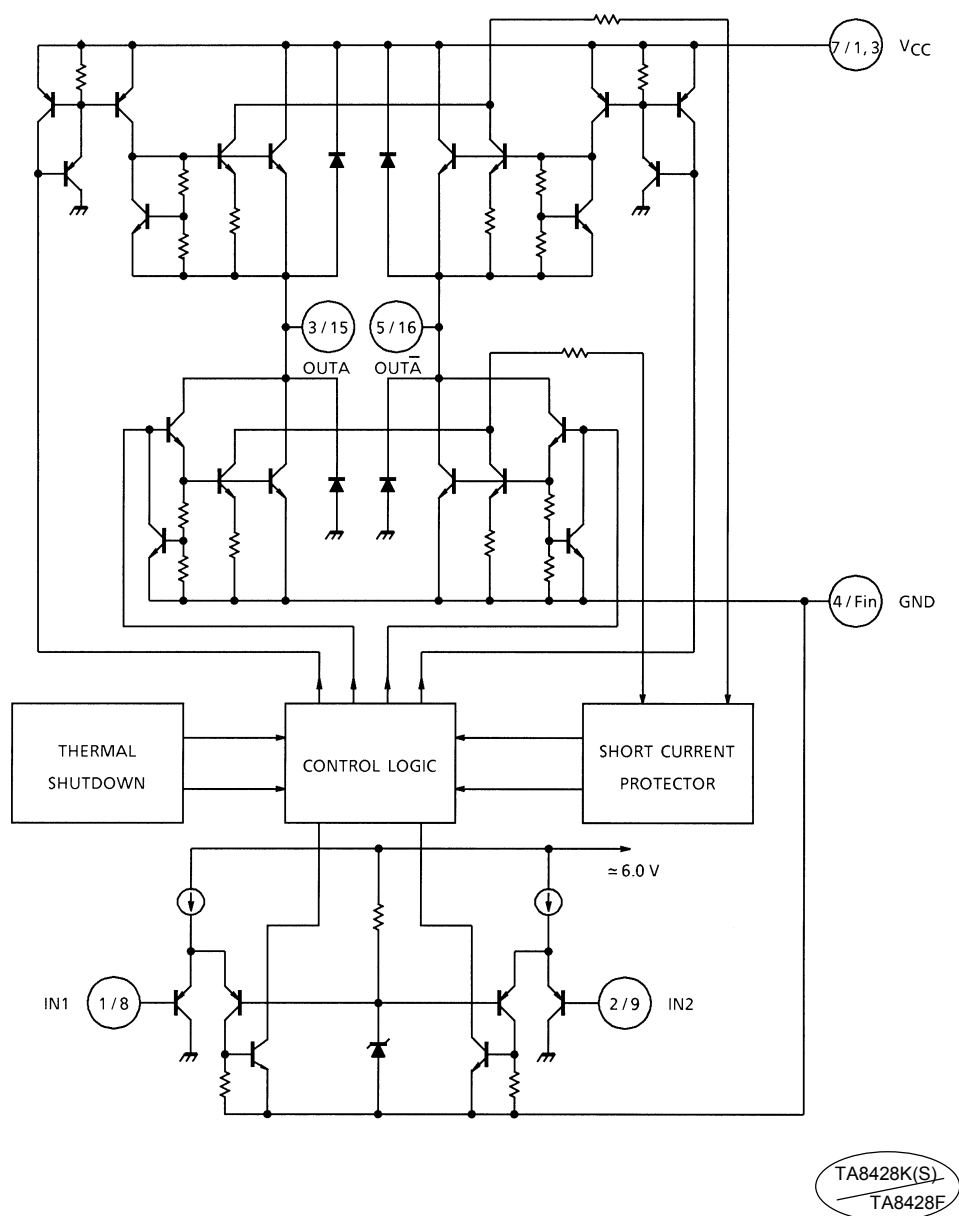 7 / 1, 3 VCC
3 / 15 5 / 16
OUTA OUTA̅
4 / Fin GND
THERMAL
SHUTDOWN
CONTROL LOGIC
SHORT CURRENT
PROTECTOR
≃ 6.0 V
IN1 1 / 8 2 / 9 IN2
TA8428K(S)
TA8428F